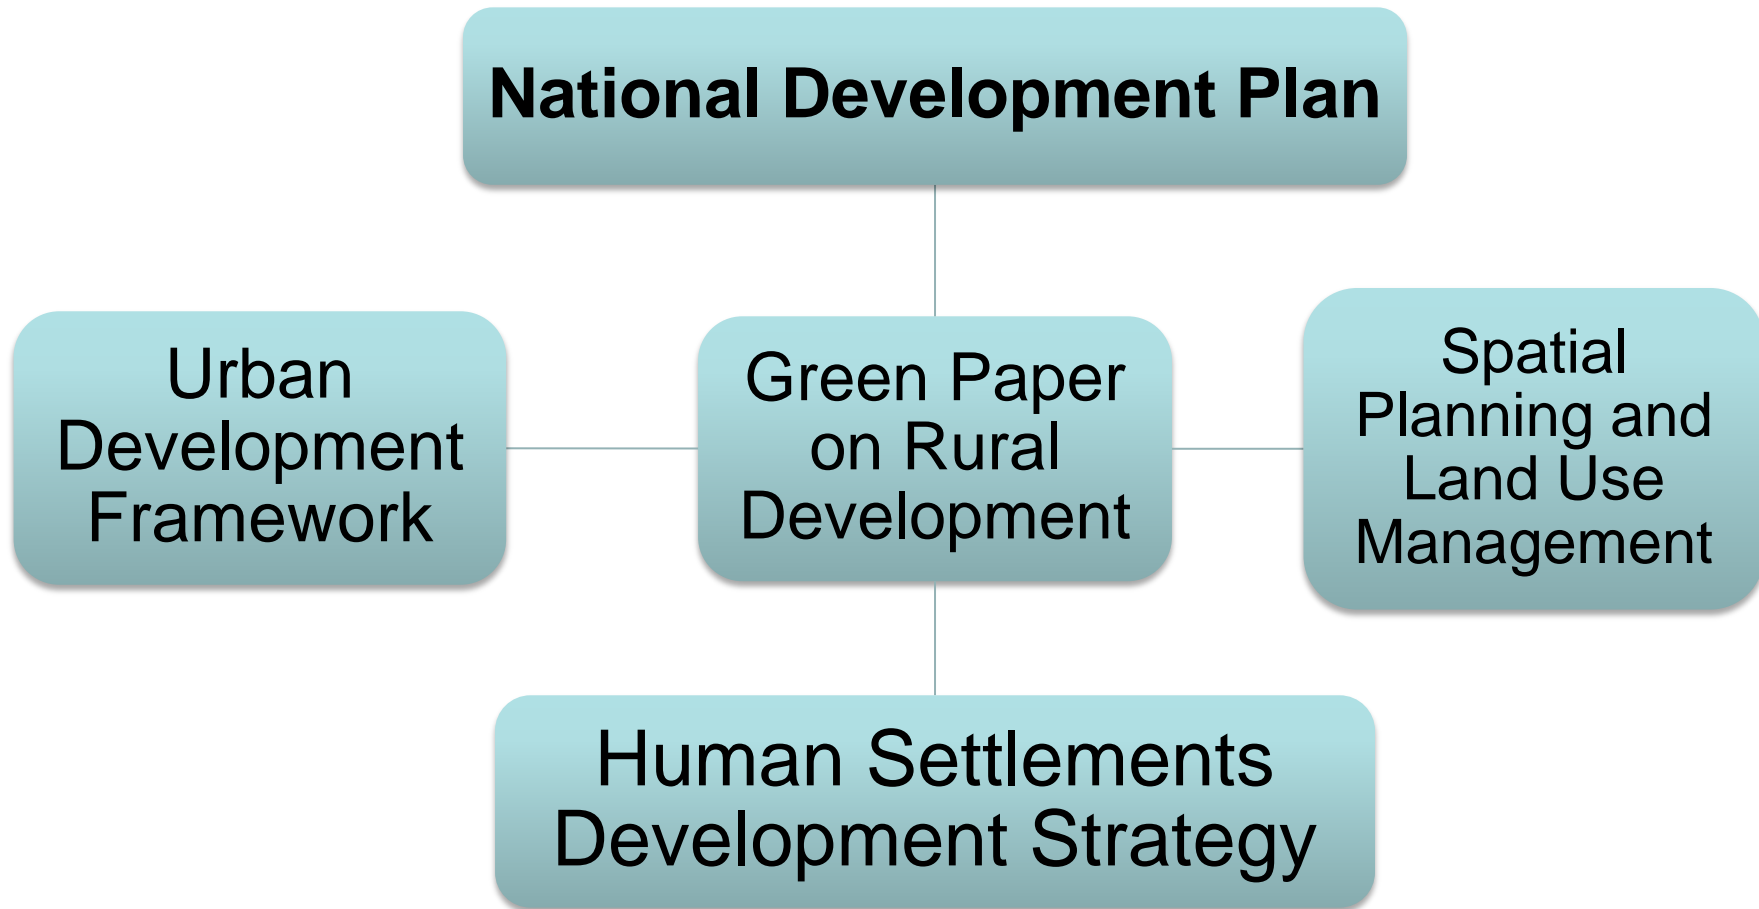 National Development Plan
Urban
Development
Framework
Green Paper
on Rural
Development
Spatial
Planning and
Land Use
Management
Human Settlements
Development Strategy